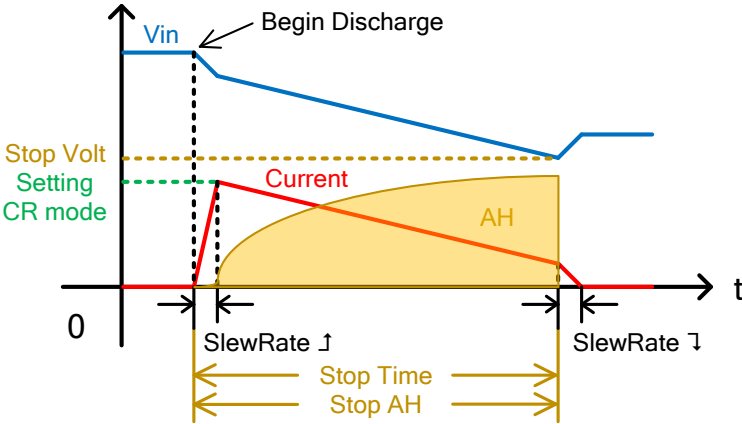 Begin Discharge
Vin
Stop Volt
Setting
CR mode
Current
AH
t
0
SlewRate
SlewRate
Stop Time
Stop AH